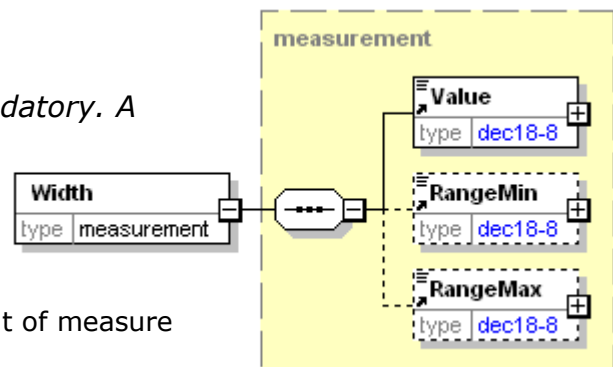 measurement
datory. A
Value
type dec18-8
Width
type measurement
RangeMin
type dec18-8
t of measure
RangeMax
type dec18-8